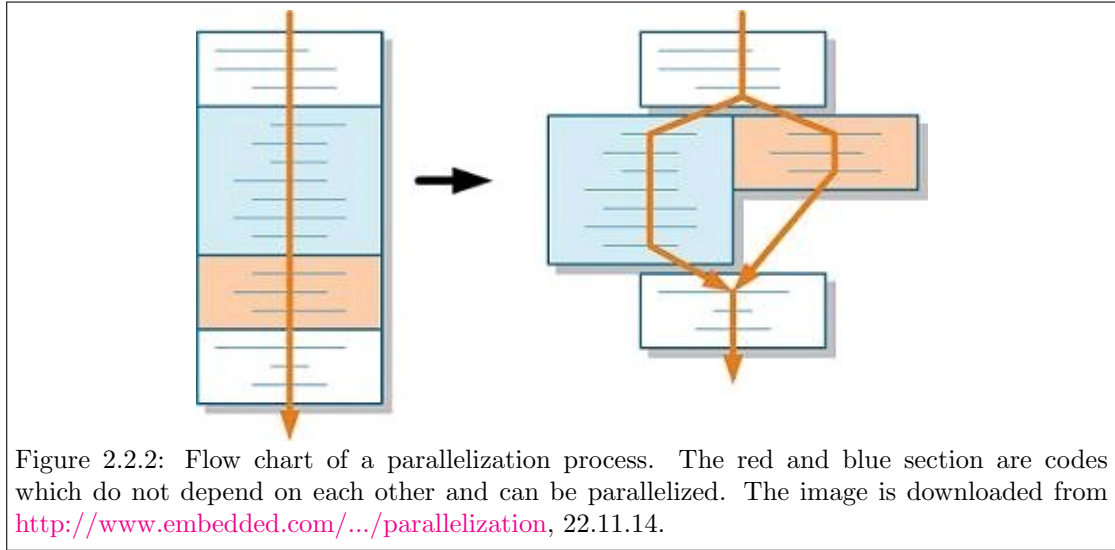 Figure 2.2.2: Flow chart of a parallelization process. The red and blue section are codes
which do not depend on each other and can be parallelized. The image is downloaded from
http://www.embedded.com/.../parallelization, 22.11.14.